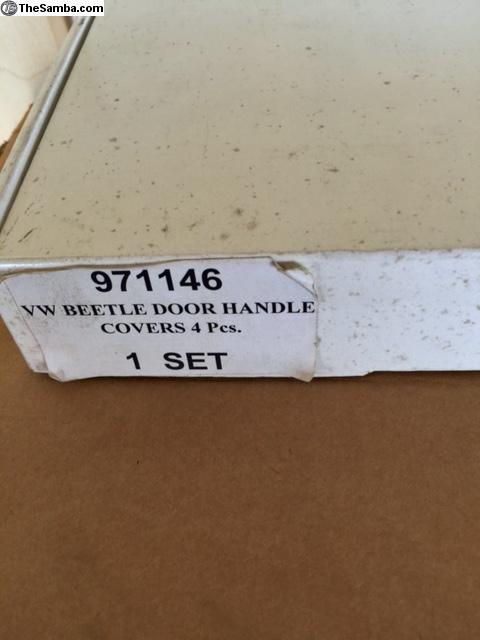 TheSamba.com
971146
VW BEETLE DOOR HANDLE
COVERS 4 Pcs.
1 SET